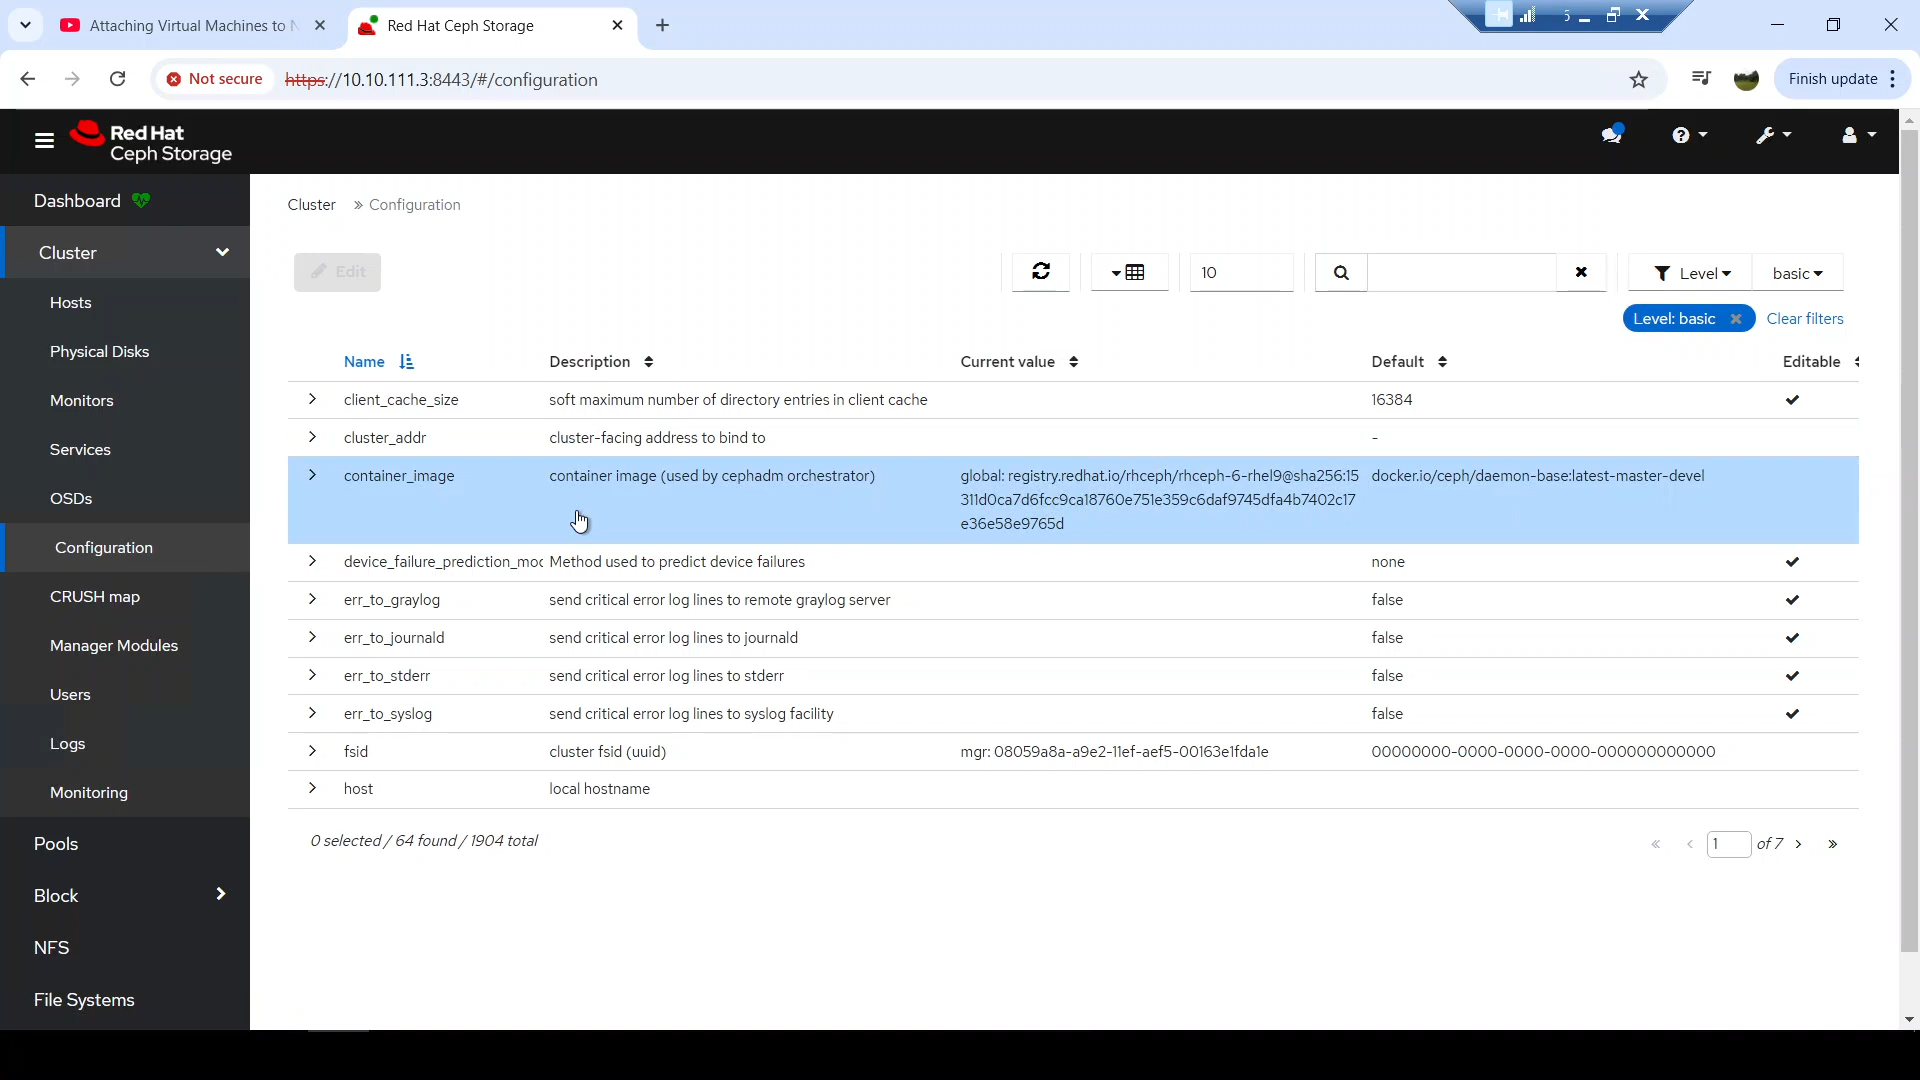 Attaching Virtual Machines to N
Red Hat Ceph Storage
5
Not secure
https://10.10.111.3:8443/#/configuration
Finish update
Red Hat
Ceph Storage
Dashboard
Cluster
Hosts
Physical Disks
Monitors
Services
OSDs
Configuration
CRUSH map
Manager Modules
Users
Logs
Monitoring
Pools
Block
NFS
File Systems
Cluster » Configuration
Edit
10
Level
basic
Level: basic
Clear filters
Name Description Current value Default Editable
client_cache_size soft maximum number of directory entries in client cache 16384
cluster_addr cluster-facing address to bind to -
container_image container image (used by cephadm orchestrator) global: registry.redhat.io/rhceph/rhceph-6-rhel9@sha256:15 docker.io/ceph/daemon-base:latest-master-devel
311d0ca7d6fcc9ca18760e751e359c6daf9745dfa4b7402c17
e36e58e9765d
device_failure_prediction_moc Method used to predict device failures none
err_to_graylog send critical error log lines to remote graylog server false
err_to_journald send critical error log lines to journald false
err_to_stderr send critical error log lines to stderr false
err_to_syslog send critical error log lines to syslog facility false
fsid cluster fsid (uuid) mgr: 08059a8a-a9e2-11ef-aef5-00163e1fda1e 00000000-0000-0000-0000-000000000000
host local hostname
0 selected / 64 found / 1904 total
« ‹ 1 of 7 › »